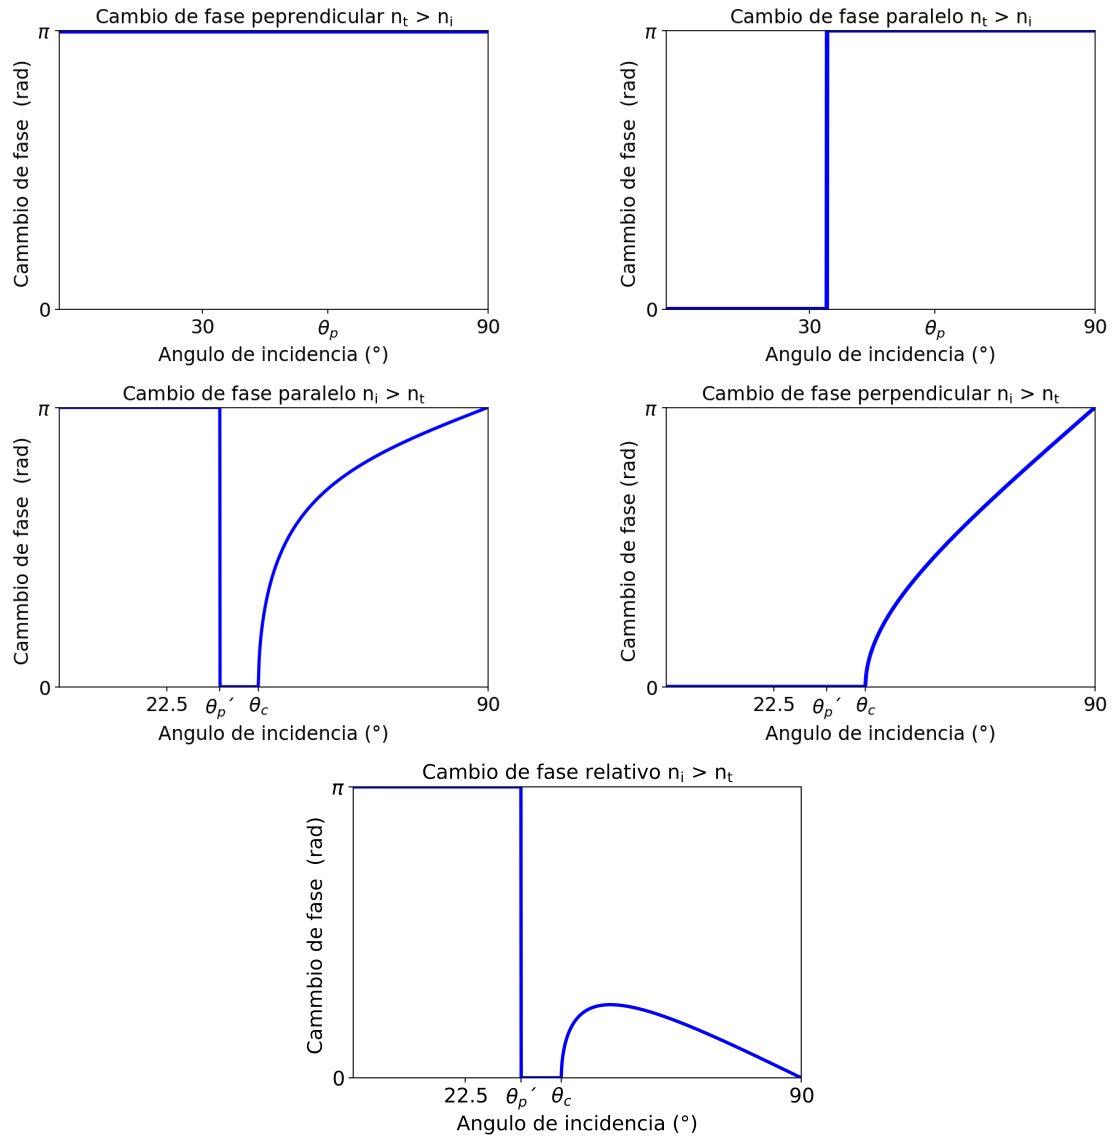 Cambio de fase peprendicular nₜ > nᵢ
π
Cammbio de fase (rad)
0
30
θₚ
90
Angulo de incidencia (°)
Cambio de fase paralelo nₜ > nᵢ
π
Cammbio de fase (rad)
0
30
θₚ
90
Angulo de incidencia (°)
Cambio de fase paralelo nᵢ > nₜ
π
Cammbio de fase (rad)
0
22.5
θₚ´
θc
90
Angulo de incidencia (°)
Cambio de fase perpendicular nᵢ > nₜ
π
Cammbio de fase (rad)
0
22.5
θₚ´
θc
90
Angulo de incidencia (°)
Cambio de fase relativo nᵢ > nₜ
π
Cammbio de fase (rad)
0
22.5
θₚ´
θc
90
Angulo de incidencia (°)